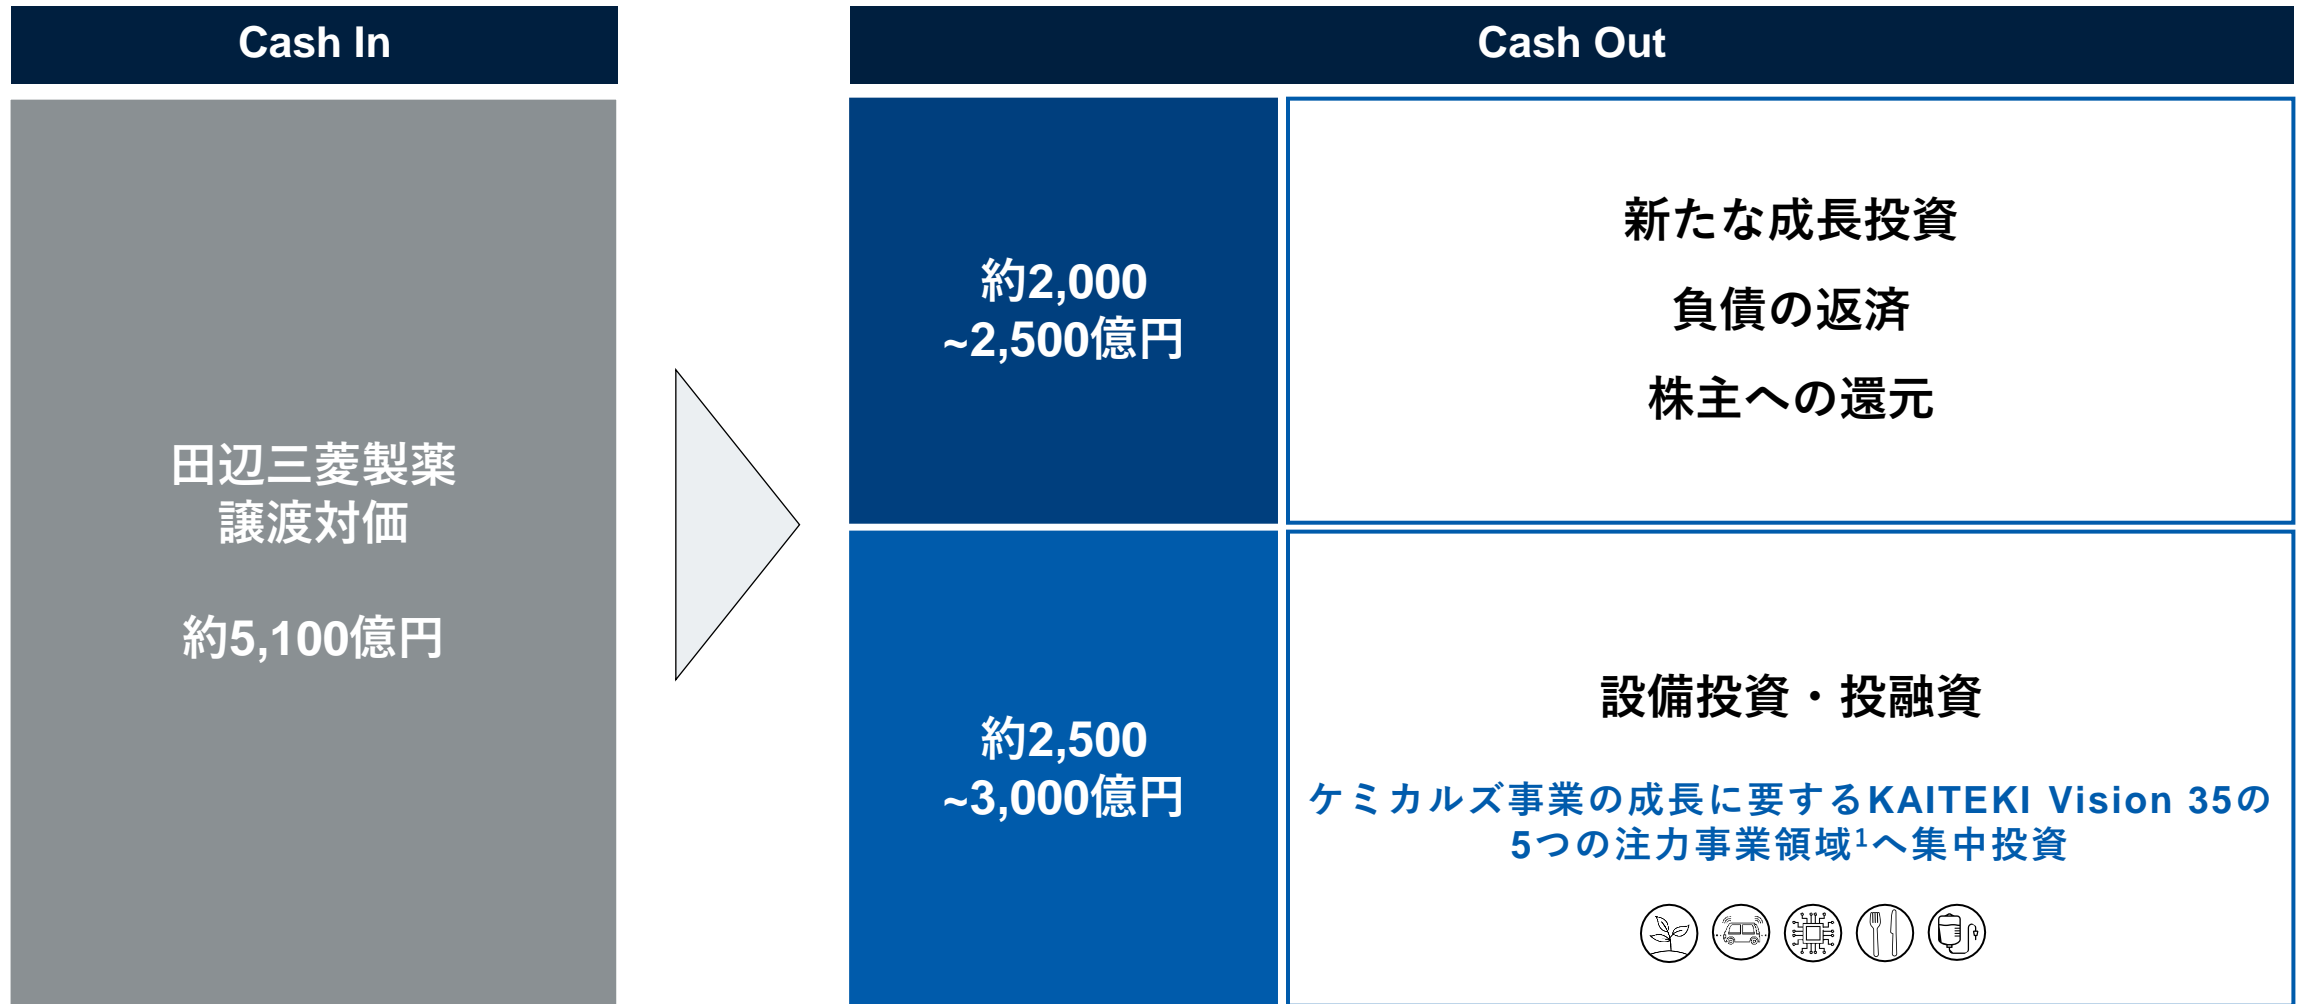 Cash In
田辺三菱製薬
譲渡対価
約5,100億円
Cash Out
約2,000
~2,500億円
新たな成長投資
負債の返済
株主への還元
約2,500
~3,000億円
設備投資・投融資
ケミカルズ事業の成長に要するKAITEKI Vision 35の
5つの注力事業領域¹へ集中投資